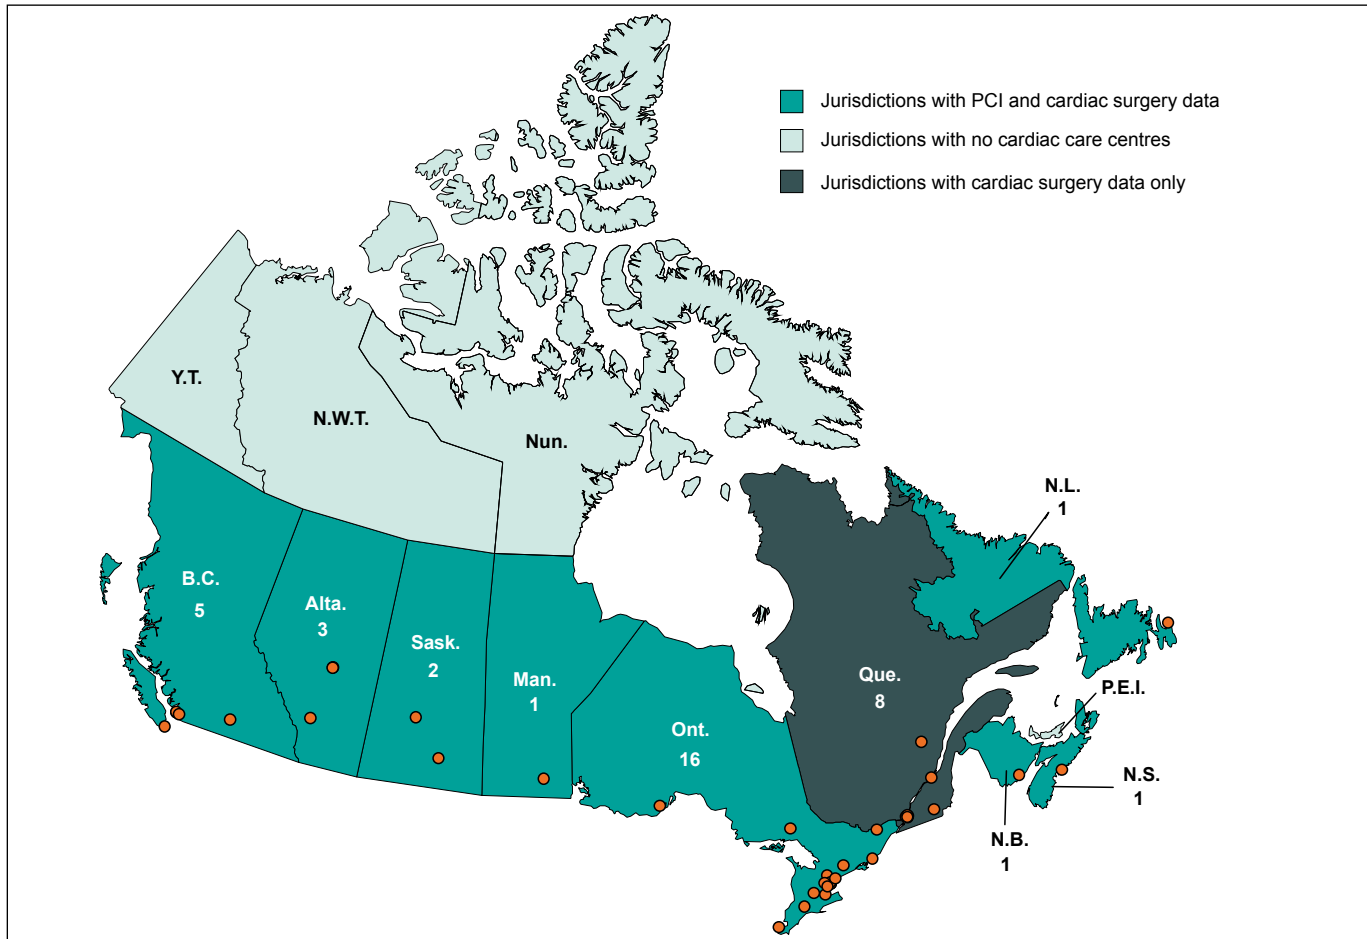 Jurisdictions with PCI and cardiac surgery data
Jurisdictions with no cardiac care centres
Jurisdictions with cardiac surgery data only
Y.T.
N.W.T.
Nun.
N.L.
1
B.C.
5
Alta.
3
Sask.
2
Man.
1
Ont.
16
Que.
8
P.E.I.
N.S.
1
N.B.
1